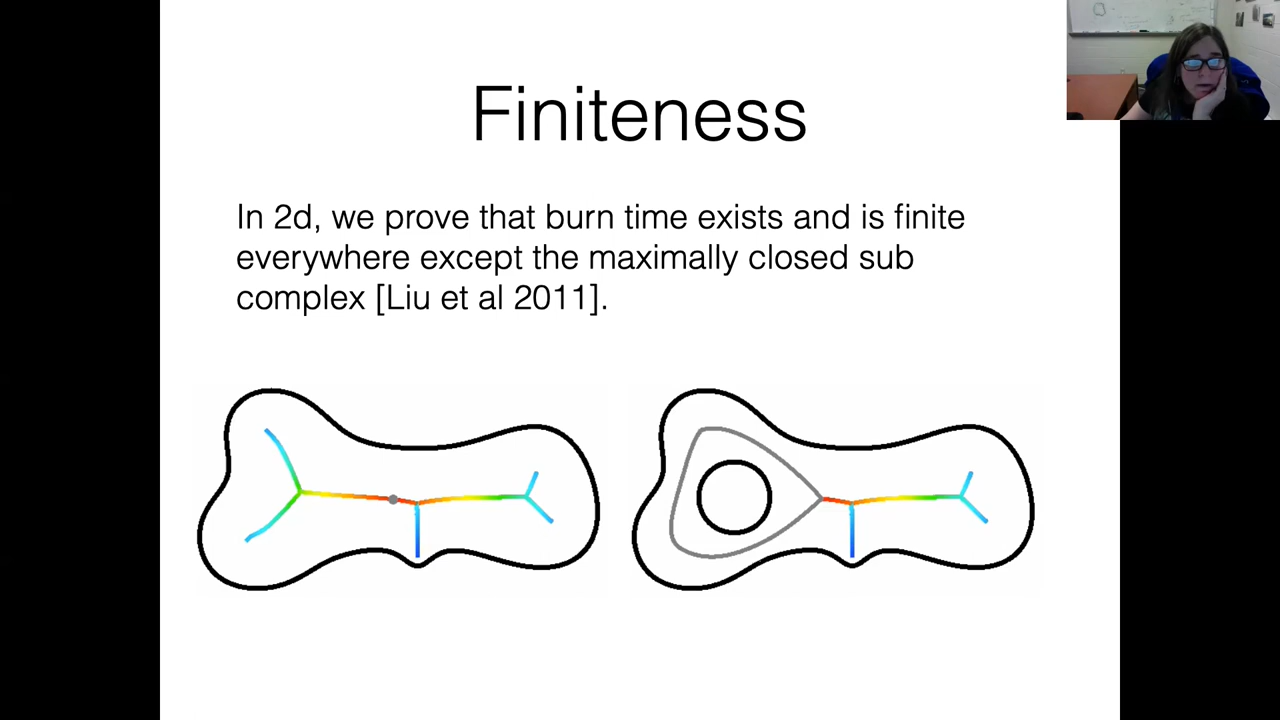 Finiteness
In 2d, we prove that burn time exists and is finite
everywhere except the maximally closed sub
complex [Liu et al 2011].